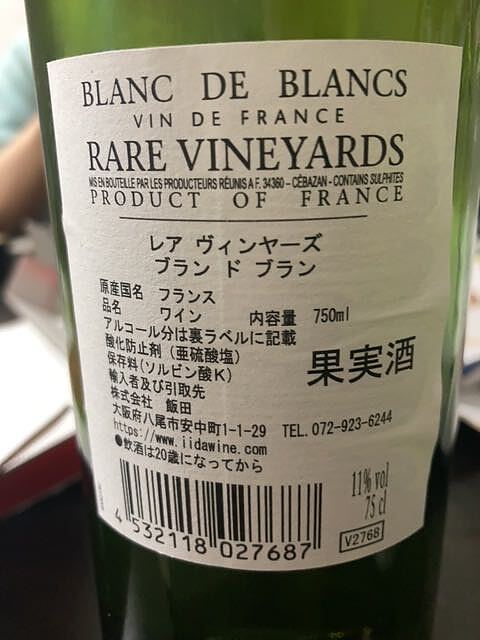 BLANC DE BLANCS
VIN DE FRANCE
RARE VINEYARDS
MIS EN BOUTEILLE PAR LES PRODUCTEURS RÉUNIS A F. 34360 – CÉBAZAN - CONTAINS SULPHITES
PRODUCT OF FRANCE
レア ヴィンヤーズ
ブラン ド ブラン
原産国名 フランス
品名 ワイン 内容量 750ml
アルコール分は裏ラベルに記載
酸化防止剤(亜硫酸塩)
保存料(ソルビン酸K)
果実酒
輸入者及び引取先
株式会社 飯田
大阪府八尾市安中町1-1-29 TEL.072-923-6244
https://www.iidawine.com
●飲酒は20歳になってから
11% vol
75 cl
4 532118 027687
V2768